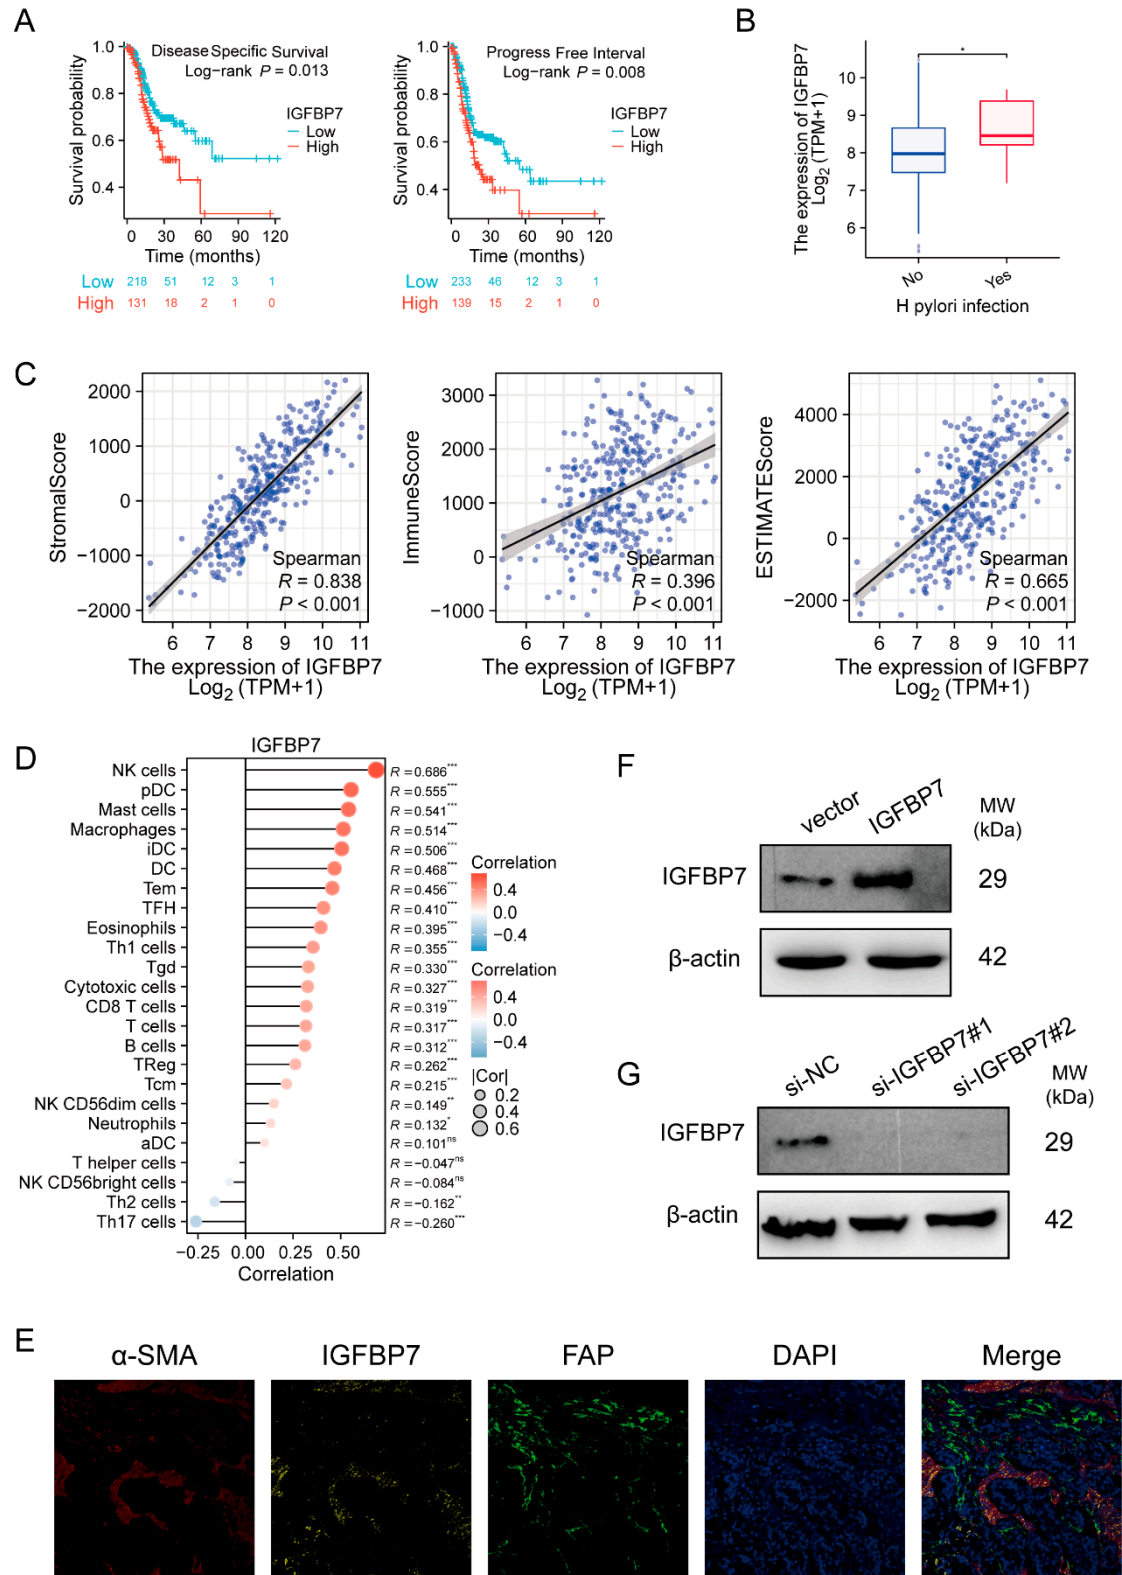 A
Disease Specific Survival
Log-rank P = 0.013
Survival probability
1.0
0.8
0.6
0.4
IGFBP7
Low
High
0 30 60 90 120
Time (months)
Low 218 51 12 3 1
High 131 18 2 1 0
Progress Free Interval
Log-rank P = 0.008
Survival probability
1.0
0.8
0.6
0.4
IGFBP7
Low
High
0 30 60 90 120
Time (months)
Low 233 46 12 3 1
High 139 15 2 1 0
B
*
The expression of IGFBP7
Log2 (TPM+1)
10
9
8
7
6
No Yes
H pylori infection
C
StromalScore
2000
1000
0
−1000
−2000
Spearman
R = 0.838
P < 0.001
6 7 8 9 10 11
The expression of IGFBP7
Log2 (TPM+1)
ImmuneScore
3000
2000
1000
0
−1000
Spearman
R = 0.396
P < 0.001
6 7 8 9 10 11
The expression of IGFBP7
Log2 (TPM+1)
ESTIMATEScore
4000
2000
0
−2000
Spearman
R = 0.665
P < 0.001
6 7 8 9 10 11
The expression of IGFBP7
Log2 (TPM+1)
D
IGFBP7
NK cells R = 0.686***
pDC R = 0.555***
Mast cells R = 0.541***
Macrophages R = 0.514***
iDC R = 0.506***
DC R = 0.468***
Tem R = 0.456***
TFH R = 0.410***
Eosinophils R = 0.395***
Th1 cells R = 0.355***
Tgd R = 0.330***
Cytotoxic cells R = 0.327***
CD8 T cells R = 0.319***
T cells R = 0.317***
B cells R = 0.312***
TReg R = 0.262***
Tcm R = 0.215***
NK CD56dim cells R = 0.149**
Neutrophils R = 0.132*
aDC R = 0.101ns
T helper cells R = −0.047ns
NK CD56bright cells R = −0.084ns
Th2 cells R = −0.162**
Th17 cells R = −0.260***
−0.25 0.00 0.25 0.50
Correlation
Correlation
0.4
0.0
−0.4
Correlation
0.4
0.0
−0.4
|Cor|
0.2
0.4
0.6
F
vector IGFBP7 MW
(kDa)
IGFBP7 29
β-actin 42
G
si-NC si-IGFBP7#1 si-IGFBP7#2 MW
(kDa)
IGFBP7 29
β-actin 42
E
α-SMA IGFBP7 FAP DAPI Merge